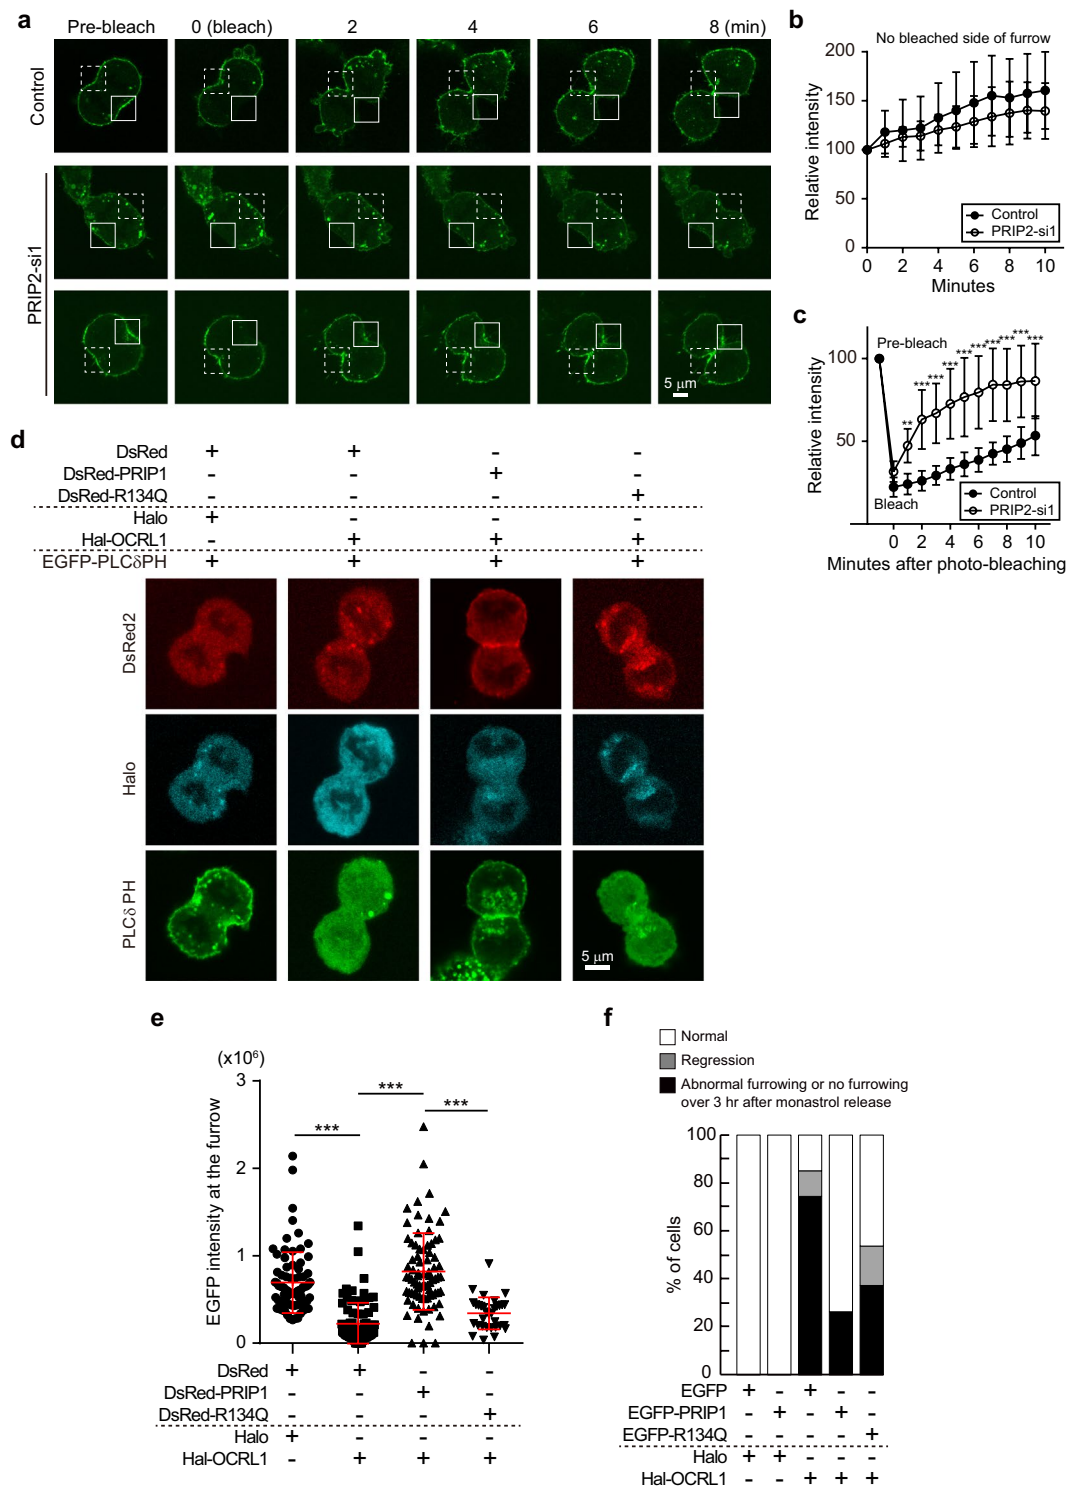 a
Pre-bleach 0 (bleach) 2 4 6 8 (min)
Control
PRIP2-si1
5 μm
b
No bleached side of furrow
Relative intensity
200
150
100
50
0
Control
PRIP2-si1
0 2 4 6 8 10
Minutes
c
Pre-bleach
Relative intensity
100
50
** *** *** *** *** *** *** *** *** ***
Bleach
Control
PRIP2-si1
0 2 4 6 8 10
Minutes after photo-bleaching
d
DsRed + + - -
DsRed-PRIP1 - - + -
DsRed-R134Q - - - +
Halo + - - -
Hal-OCRL1 - + + +
EGFP-PLCδPH + + + +
DsRed2
Halo
PLCδ PH
5 μm
e
(x10⁶)
EGFP intensity at the furrow
3
2
1
0
***
***
***
DsRed + + - -
DsRed-PRIP1 - - + -
DsRed-R134Q - - - +
Halo + - - -
Hal-OCRL1 - + + +
f
Normal
Regression
Abnormal furrowing or no furrowing
over 3 hr after monastrol release
% of cells
100
80
60
40
20
0
EGFP + - + - -
EGFP-PRIP1 - + - + -
EGFP-R134Q - - - - +
Halo + + - - -
Hal-OCRL1 - - + + +